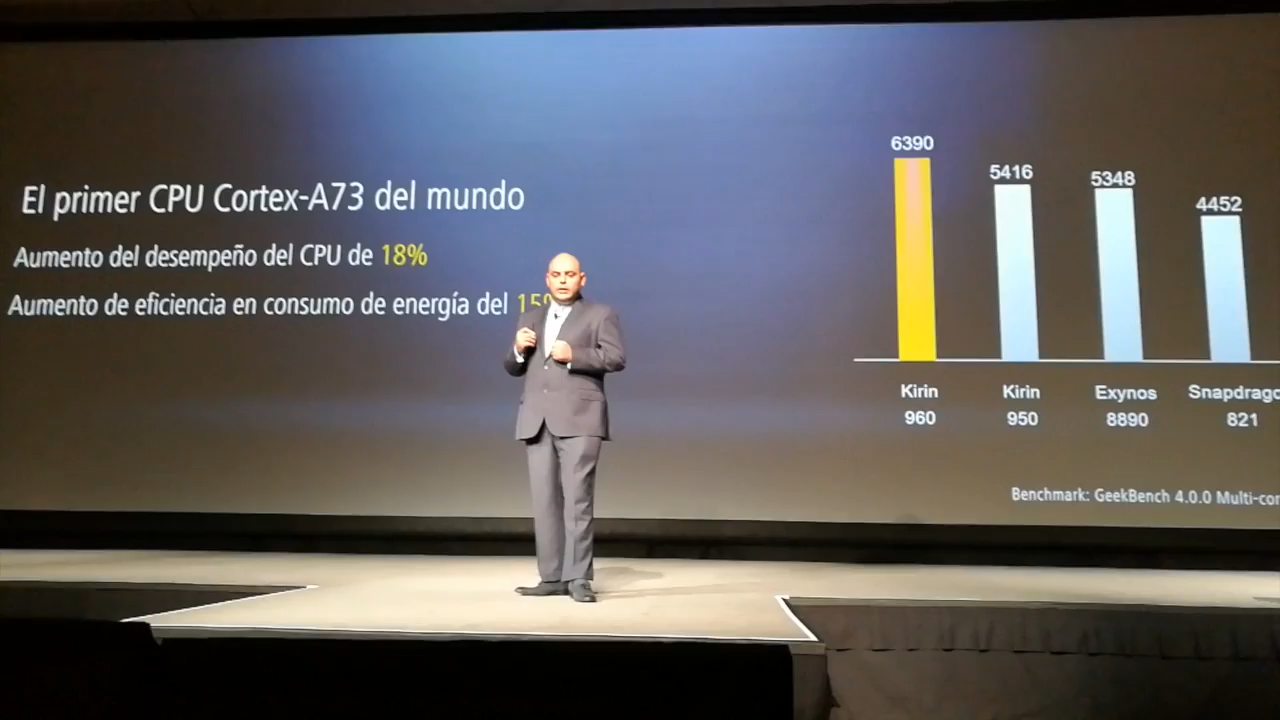 El primer CPU Cortex-A73 del mundo
Aumento del desempeño del CPU de 18%
Aumento de eficiencia en consumo de energía del
6390
5416
5348
4452
Kirin 960
Kirin 950
Exynos 8890
821
Benchmark: GeekBench 4.0.0